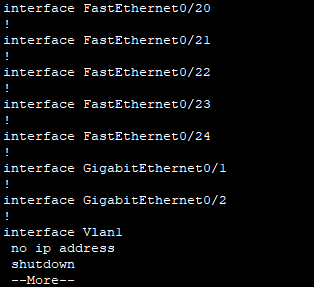 interface FastEthernet0/20
!
interface FastEthernet0/21
!
interface FastEthernet0/22
!
interface FastEthernet0/23
!
interface FastEthernet0/24
!
interface GigabitEthernet0/1
!
interface GigabitEthernet0/2
!
interface Vlan1
 no ip address
 shutdown
 --More--